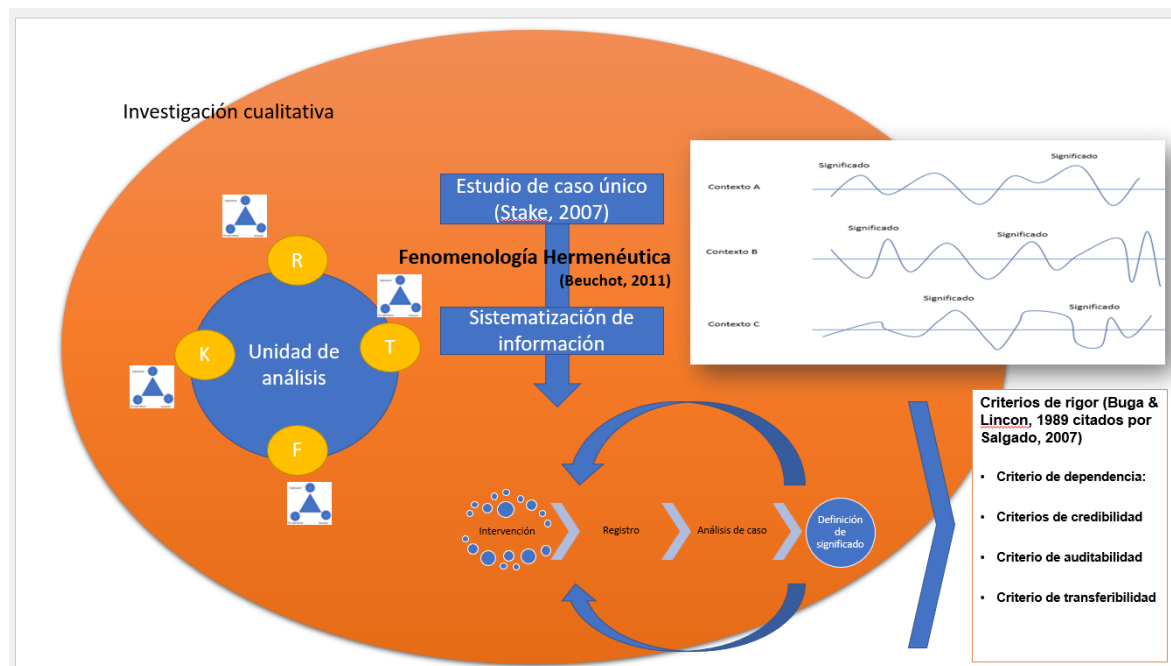 Investigación cualitativa
R
K
T
F
Unidad de
análisis
Estudio de caso único
(Stake, 2007)
Fenomenología Hermenéutica
(Beuchot, 2011)
Sistematización de
información
Intervención
Registro
Análisis de caso
Definición
de
significado
Significado
Significado
Contexto A
Significado
Significado
Contexto B
Significado
Significado
Contexto C
Criterios de rigor (Buga &
Lincon, 1989 citados por
Salgado, 2007)
• Criterio de dependencia:
• Criterios de credibilidad
• Criterio de auditabilidad
• Criterio de transferibilidad